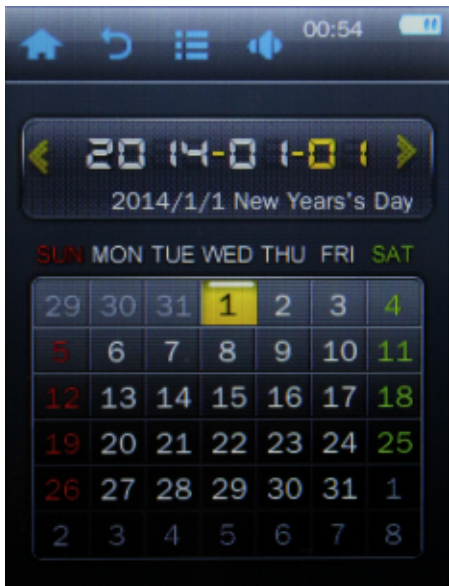 00:54
2014-01-01
2014/1/1 New Years's Day
SUN MON TUE WED THU FRI SAT
29 30 31 1 2 3 4
5 6 7 8 9 10 11
12 13 14 15 16 17 18
19 20 21 22 23 24 25
26 27 28 29 30 31 1
2 3 4 5 6 7 8